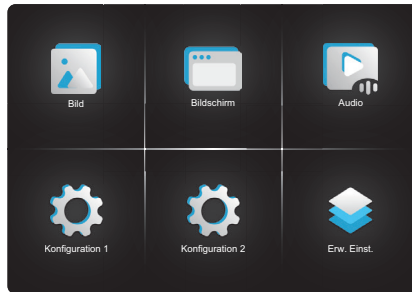 Bild
Bildschirm
Audio
Konfiguration 1
Konfiguration 2
Erw. Einst.